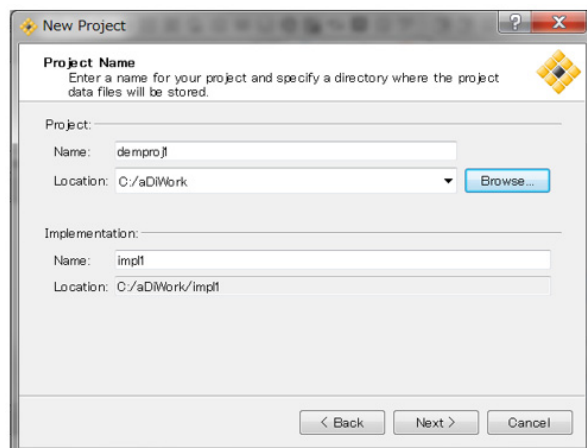 New Project
Project Name
Enter a name for your project and specify a directory where the project
data files will be stored.
Project:
Name: demproj1
Location: C:/aDiWork
Browse...
Implementation:
Name: impl1
Location: C:/aDiWork/impl1
< Back Next > Cancel